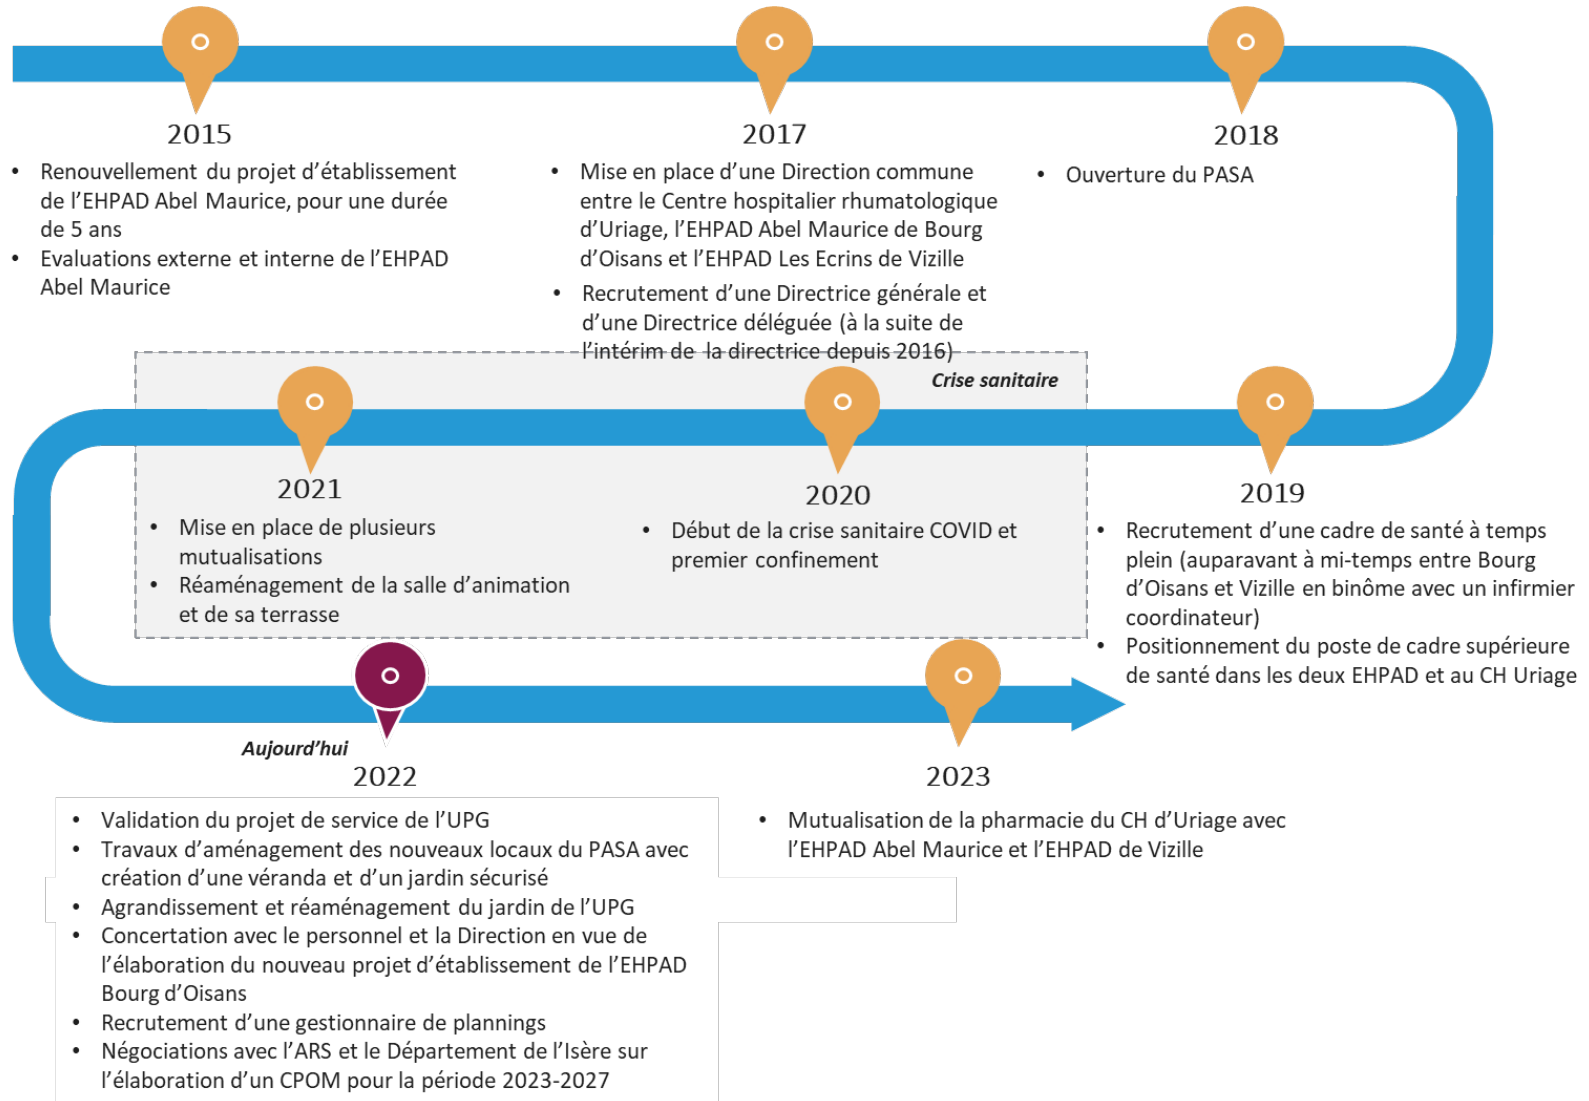 2015
• Renouvellement du projet d’établissement
de l’EHPAD Abel Maurice, pour une durée
de 5 ans
• Evaluations externe et interne de l’EHPAD
Abel Maurice
2017
• Mise en place d’une Direction commune
entre le Centre hospitalier rhumatologique
d’Uriage, l’EHPAD Abel Maurice de Bourg
d’Oisans et l’EHPAD Les Ecrins de Vizille
• Recrutement d’une Directrice générale et
d’une Directrice déléguée (à la suite de
l’intérim de la directrice depuis 2016)
2018
• Ouverture du PASA
2019
• Recrutement d’une cadre de santé à temps
plein (auparavant à mi-temps entre Bourg
d’Oisans et Vizille en binôme avec un infirmier
coordinateur)
• Positionnement du poste de cadre supérieure
de santé dans les deux EHPAD et au CH Uriage
Crise sanitaire
2020
• Début de la crise sanitaire COVID et
premier confinement
2021
• Mise en place de plusieurs
mutualisations
• Réaménagement de la salle d’animation
et de sa terrasse
Aujourd’hui
2022
• Validation du projet de service de l’UPG
• Travaux d’aménagement des nouveaux locaux du PASA avec
création d’une véranda et d’un jardin sécurisé
• Agrandissement et réaménagement du jardin de l’UPG
• Concertation avec le personnel et la Direction en vue de
l’élaboration du nouveau projet d’établissement de l’EHPAD
Bourg d’Oisans
• Recrutement d’une gestionnaire de plannings
• Négociations avec l’ARS et le Département de l’Isère sur
l’élaboration d’un CPOM pour la période 2023-2027
2023
• Mutualisation de la pharmacie du CH d’Uriage avec
l’EHPAD Abel Maurice et l’EHPAD de Vizille